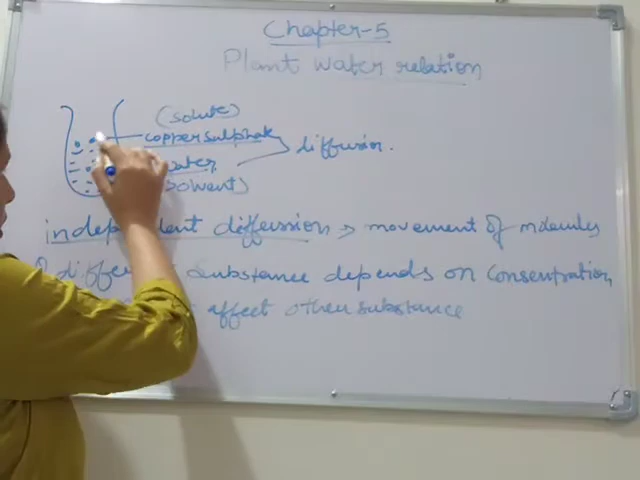 Chapter-5
Plant water relation
(solute)
copper sulphate
diffusion.
water
solvent)
independent diffussion → movement of molecules
substance depends on consentration,
affect other substance